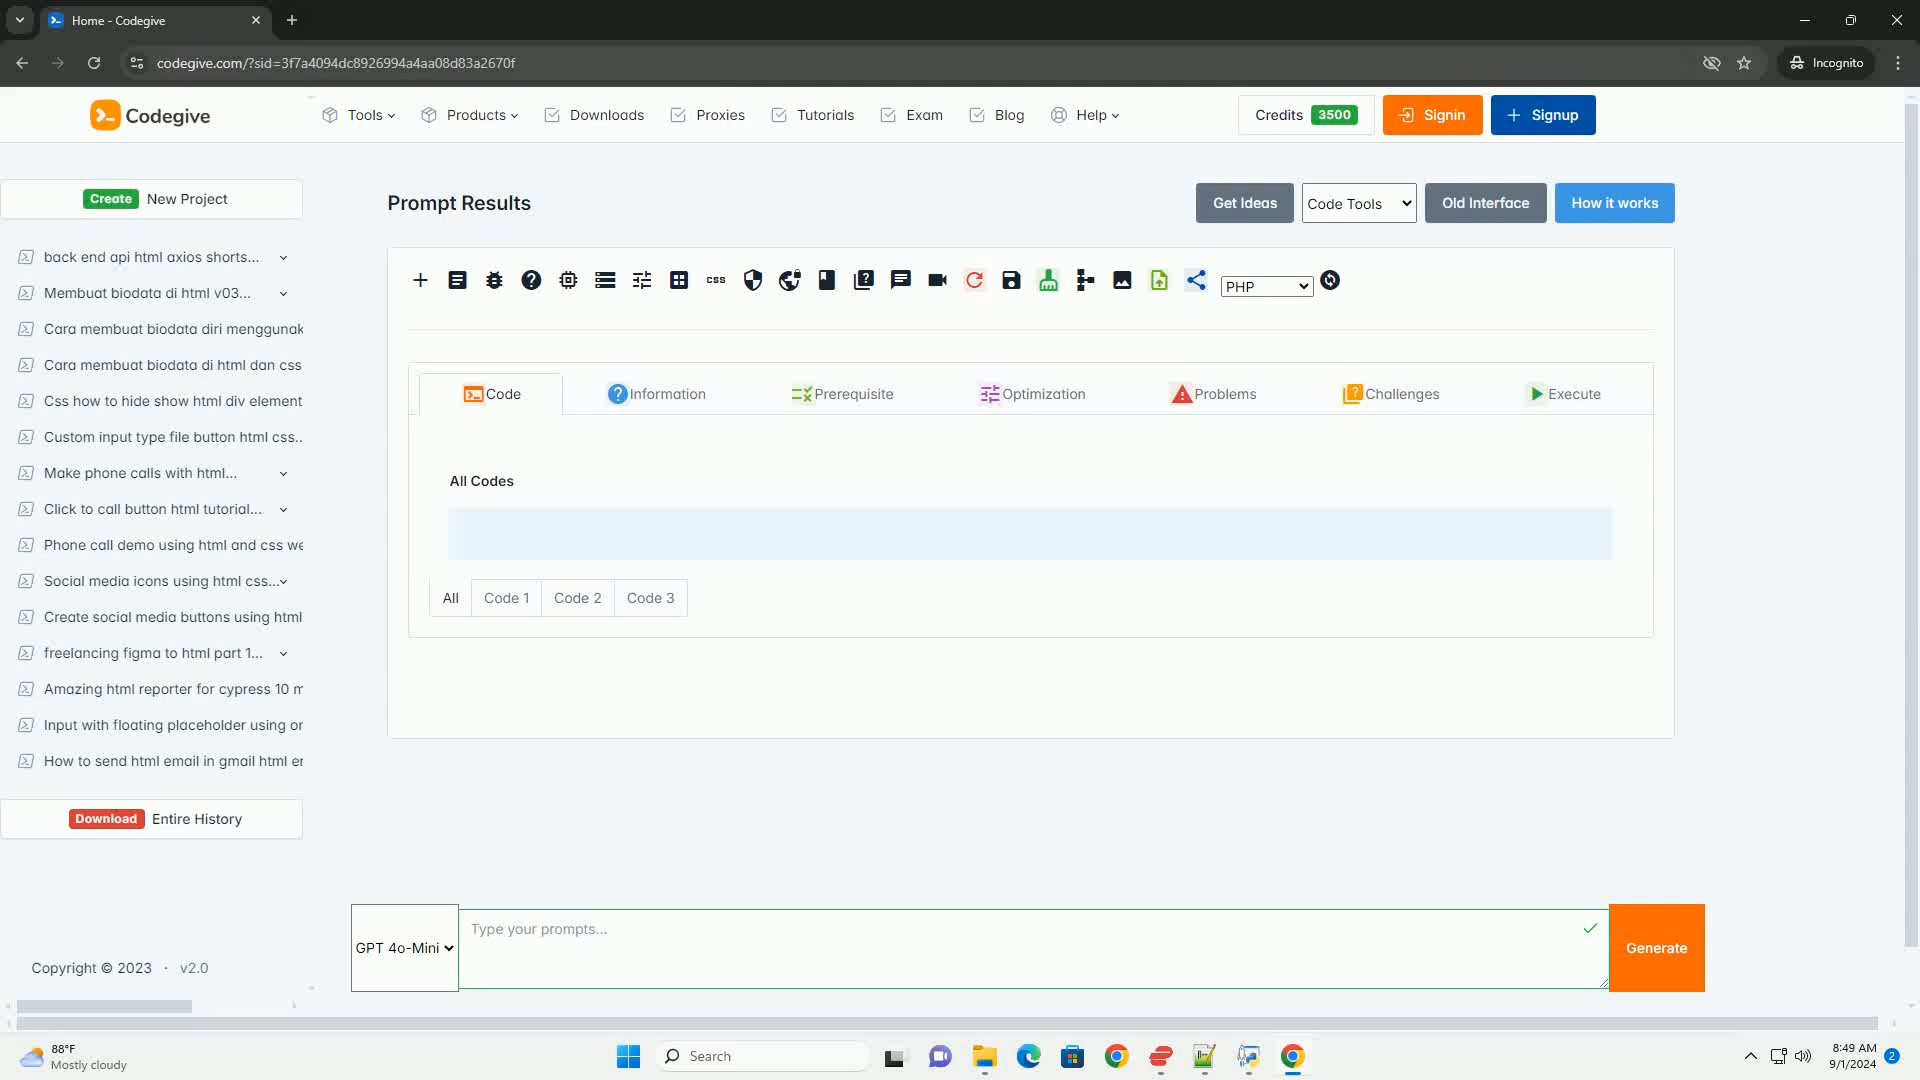 Home - Codegive
codegive.com/?sid=3f7a4094dc8926994a4aa08d83a2670f
Incognito
Codegive
Tools
Products
Downloads
Proxies
Tutorials
Exam
Blog
Help
Credits 3500
Signin
Signup
Create New Project
back end api html axios shorts...
Membuat biodata di html v03...
Cara membuat biodata diri menggunak
Cara membuat biodata di html dan css
Css how to hide show html div element
Custom input type file button html css..
Make phone calls with html...
Click to call button html tutorial...
Phone call demo using html and css we
Social media icons using html css...
Create social media buttons using html
freelancing figma to html part 1...
Amazing html reporter for cypress 10 m
Input with floating placeholder using or
How to send html email in gmail html er
Download Entire History
Copyright © 2023 · v2.0
Prompt Results
Get Ideas
Code Tools
Old Interface
How it works
css
PHP
Code
Information
Prerequisite
Optimization
Problems
Challenges
Execute
All Codes
All
Code 1
Code 2
Code 3
GPT 4o-Mini
Type your prompts...
Generate
88°F
Mostly cloudy
Search
8:49 AM
9/1/2024
2